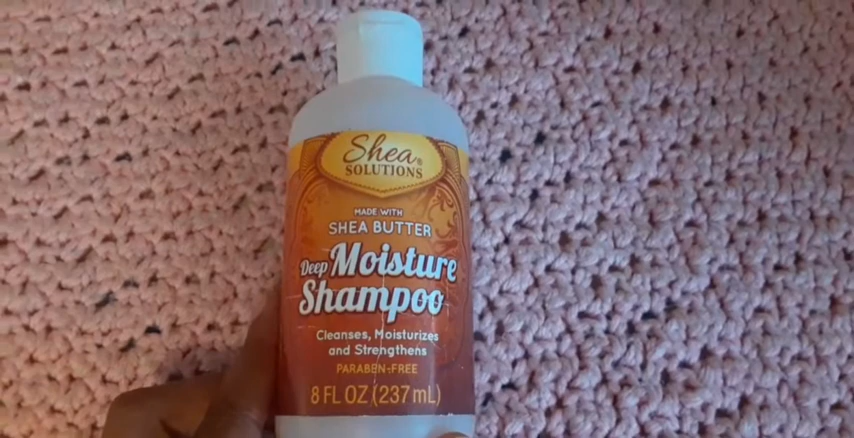 Shea®
SOLUTIONS
MADE WITH
SHEA BUTTER
Deep Moisture
Shampoo
Cleanses, Moisturizes
and Strengthens
PARABEN-FREE
8 FL OZ (237 mL)